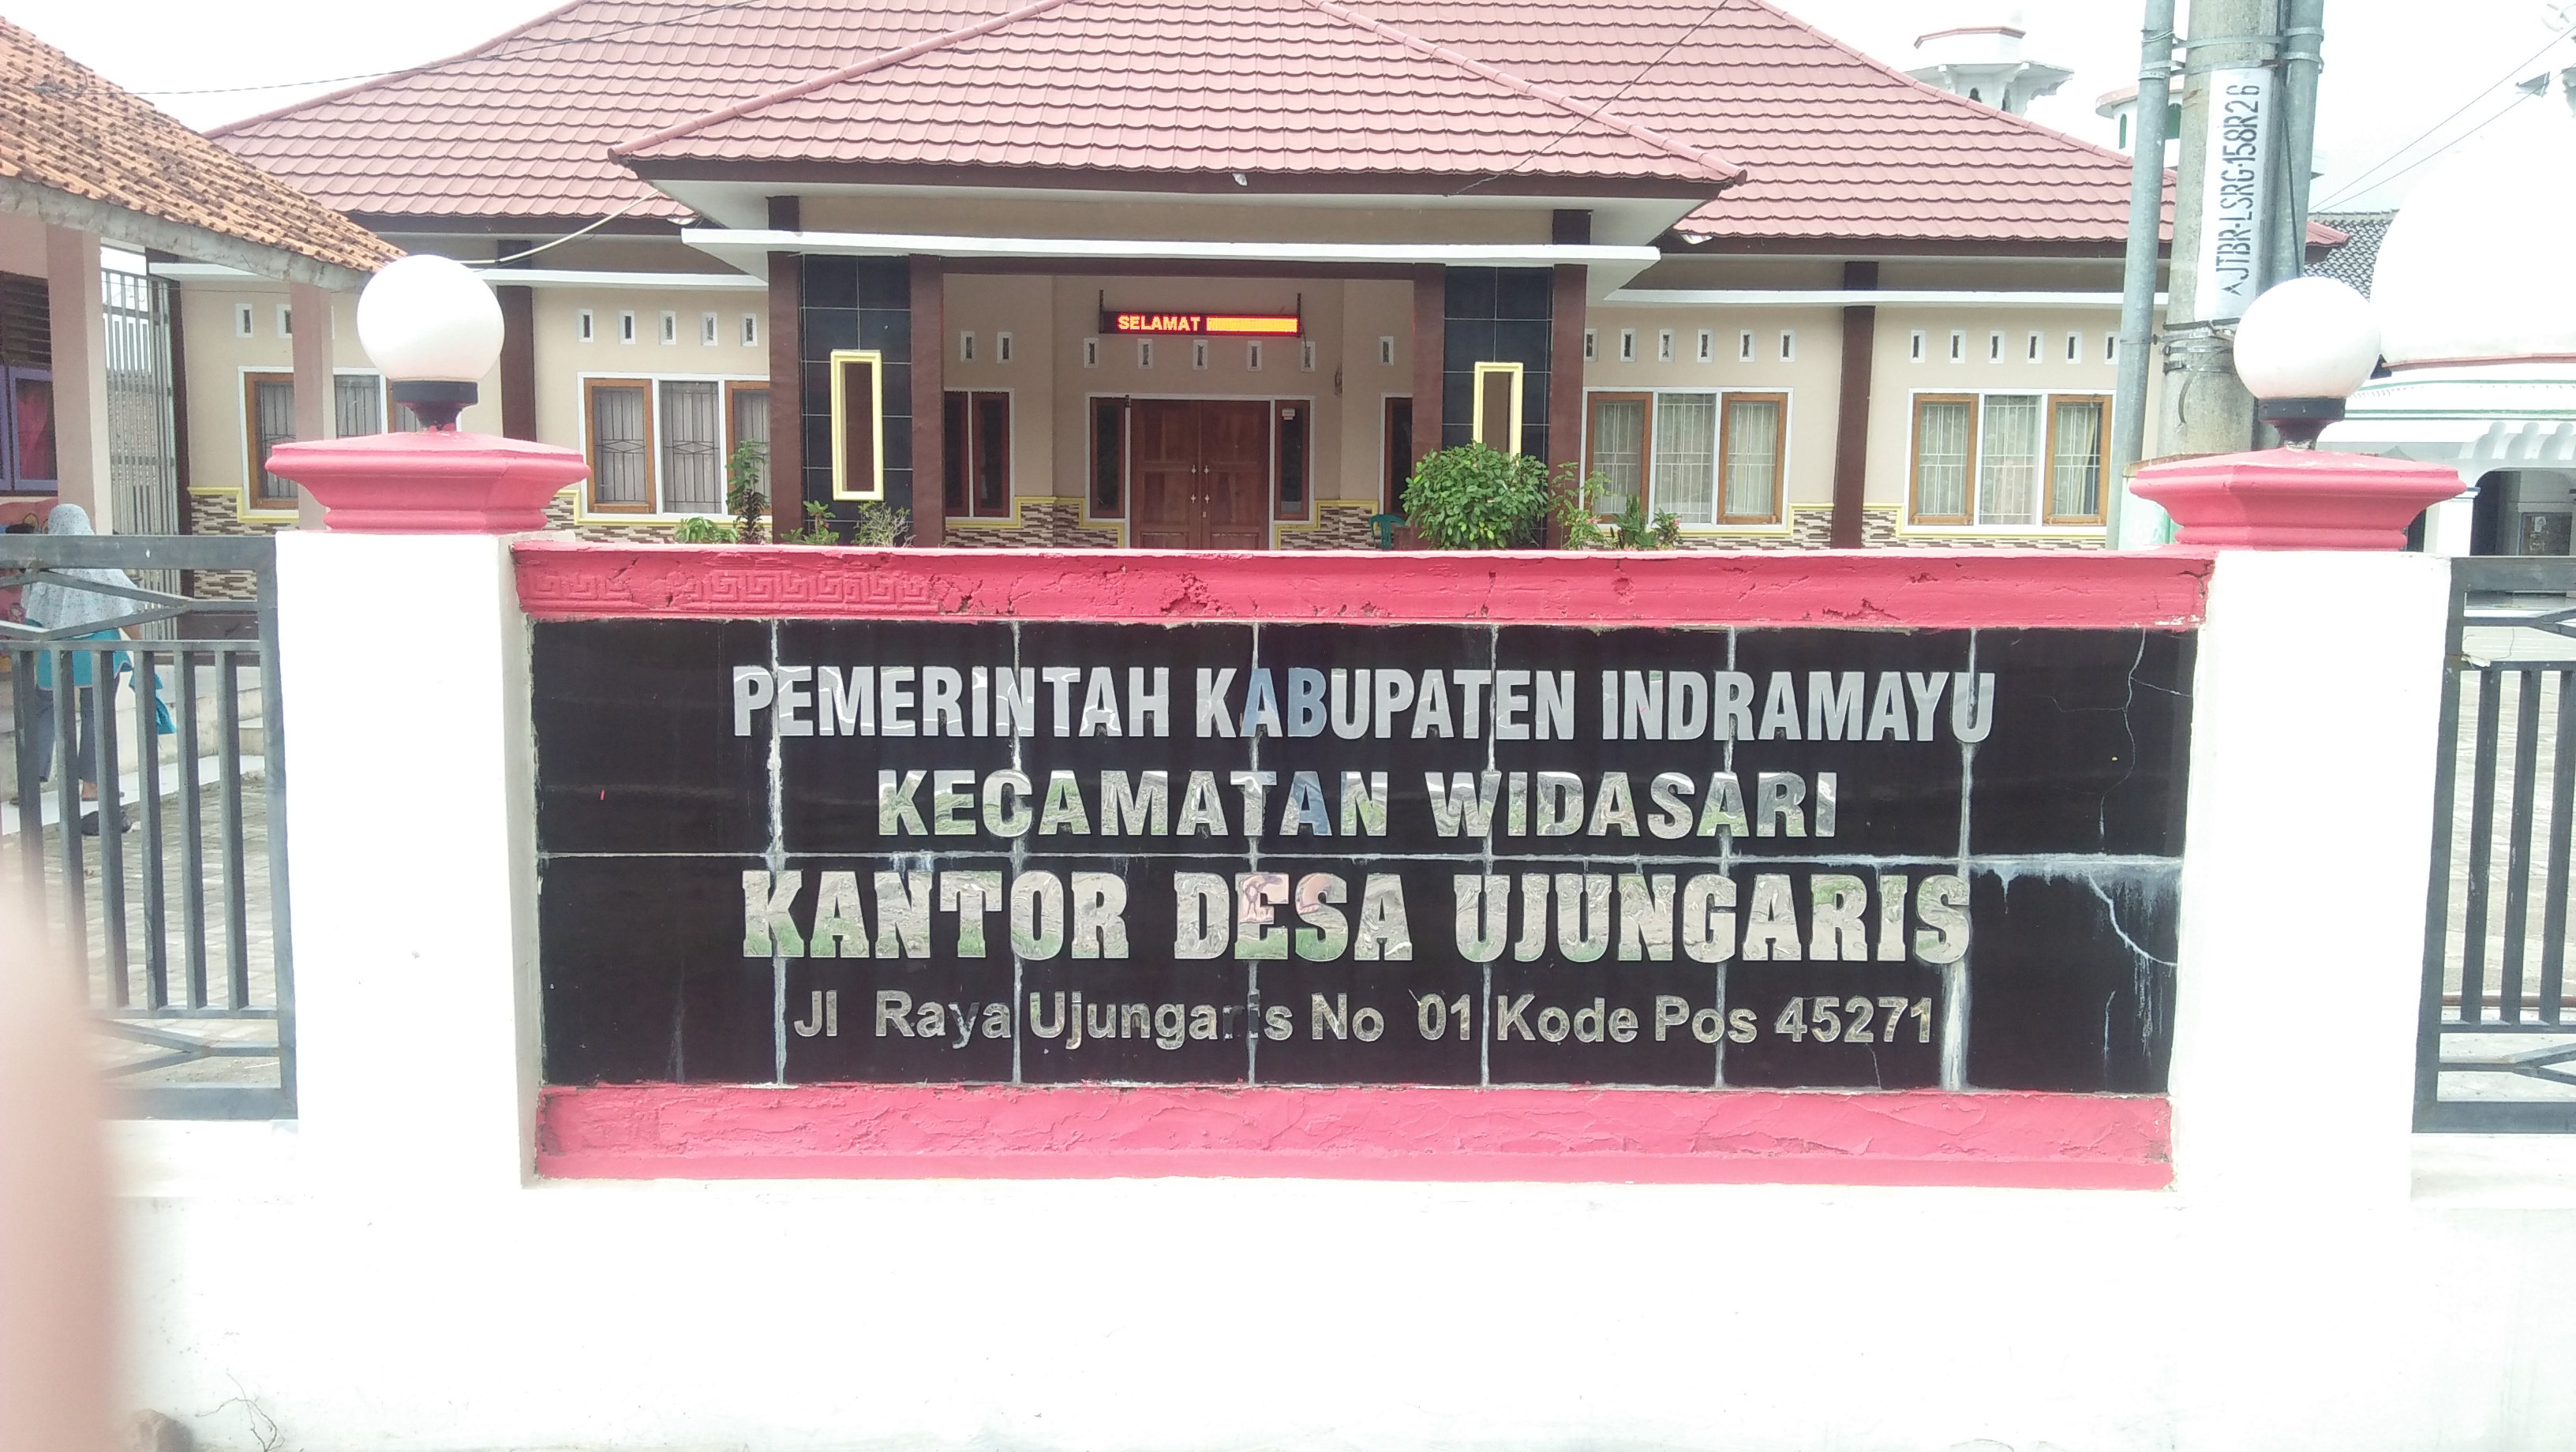 SELAMAT
JTBR-LSRG-158R26
PEMERINTAH KABUPATEN INDRAMAYU
KECAMATAN WIDASARI
KANTOR DESA UJUNGARIS
Jl Raya Ujungaris No 01 Kode Pos 45271